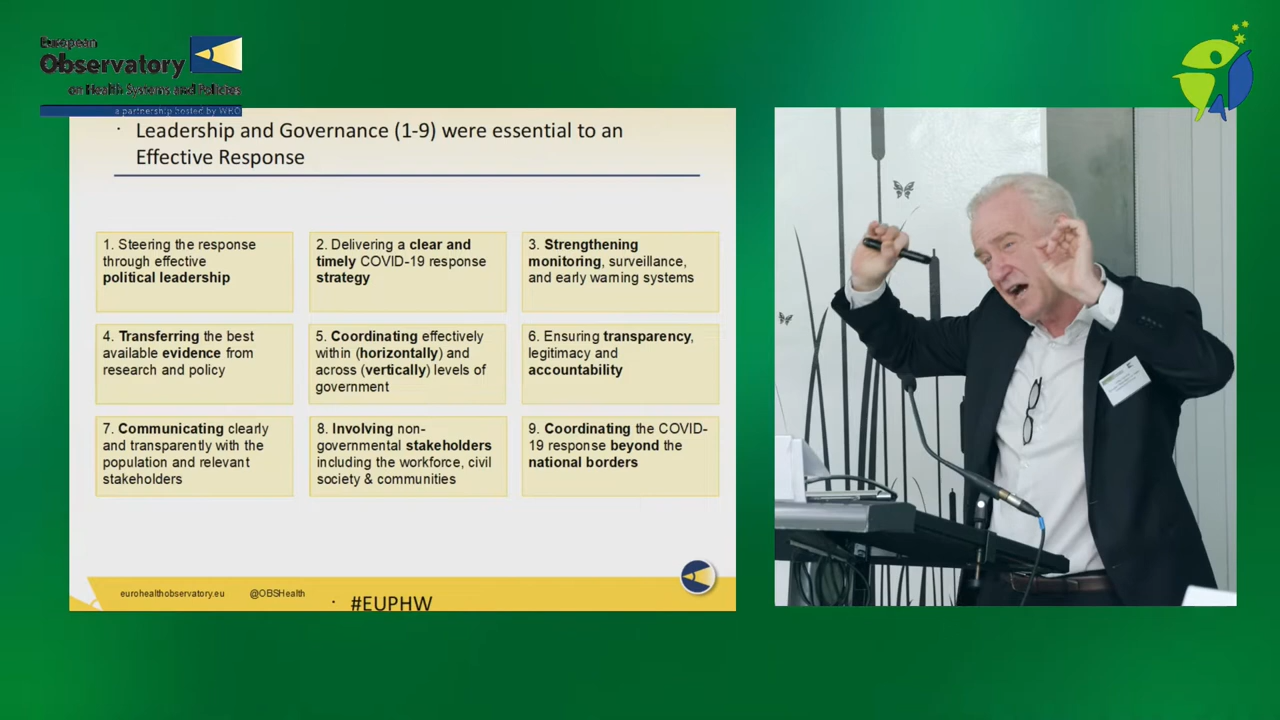 European
Observatory
on Health Systems and Policies
a partnership hosted by WHO
· Leadership and Governance (1-9) were essential to an
Effective Response
1. Steering the response
through effective
political leadership
2. Delivering a clear and
timely COVID-19 response
strategy
3. Strengthening
monitoring, surveillance,
and early warning systems
4. Transferring the best
available evidence from
research and policy
5. Coordinating effectively
within (horizontally) and
across (vertically) levels of
government
6. Ensuring transparency,
legitimacy and
accountability
7. Communicating clearly
and transparently with the
population and relevant
stakeholders
8. Involving non-
governmental stakeholders
including the workforce, civil
society & communities
9. Coordinating the COVID-
19 response beyond the
national borders
eurohealthobservatory.eu @OBSHealth
· #EUPHW